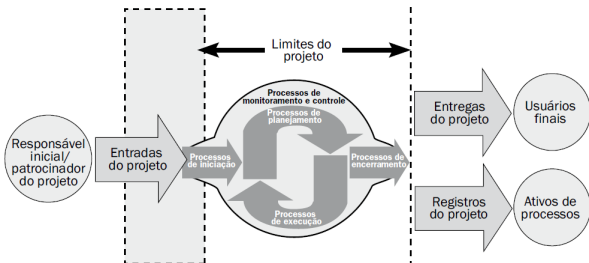 Limites do
projeto
Processos de
monitoramento e controle
Processos
de planejamento
Responsável
inicial/
patrocinador
do projeto
Entradas
do projeto
Processos
de iniciação
Processos de
encerramento
Processos
de execução
Entregas
do projeto
Usuários
finais
Registros
do projeto
Ativos de
processos